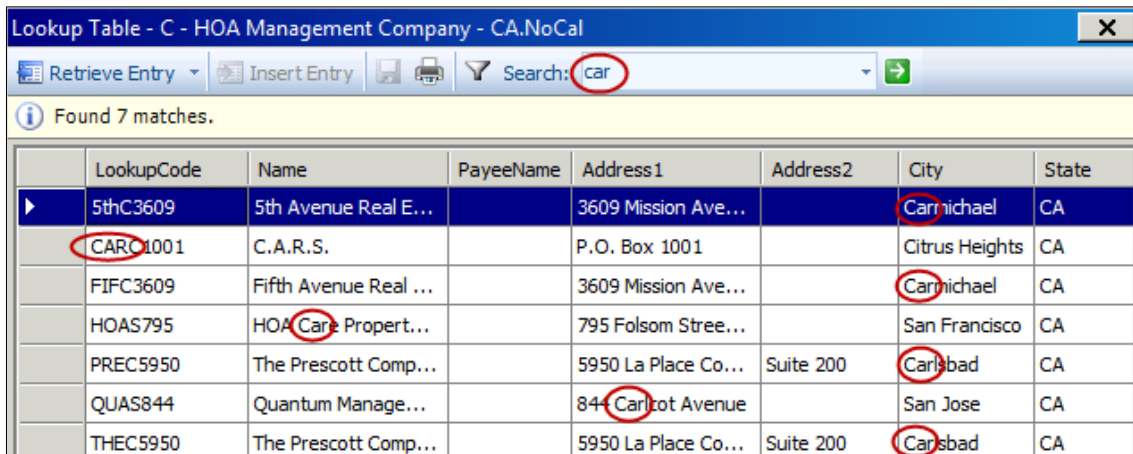 Lookup Table - C - HOA Management Company - CA.NoCal
Retrieve Entry Insert Entry Search: car
Found 7 matches.
LookupCode Name PayeeName Address1 Address2 City State
5thC3609 5th Avenue Real E... 3609 Mission Ave... Carmichael CA
CARC1001 C.A.R.S. P.O. Box 1001 Citrus Heights CA
FIFC3609 Fifth Avenue Real ... 3609 Mission Ave... Carmichael CA
HOAS795 HOA Care Propert... 795 Folsom Stree... San Francisco CA
PREC5950 The Prescott Comp... 5950 La Place Co... Suite 200 Carlsbad CA
QUAS844 Quantum Manage... 844 Carlcot Avenue San Jose CA
THEC5950 The Prescott Comp... 5950 La Place Co... Suite 200 Carlsbad CA